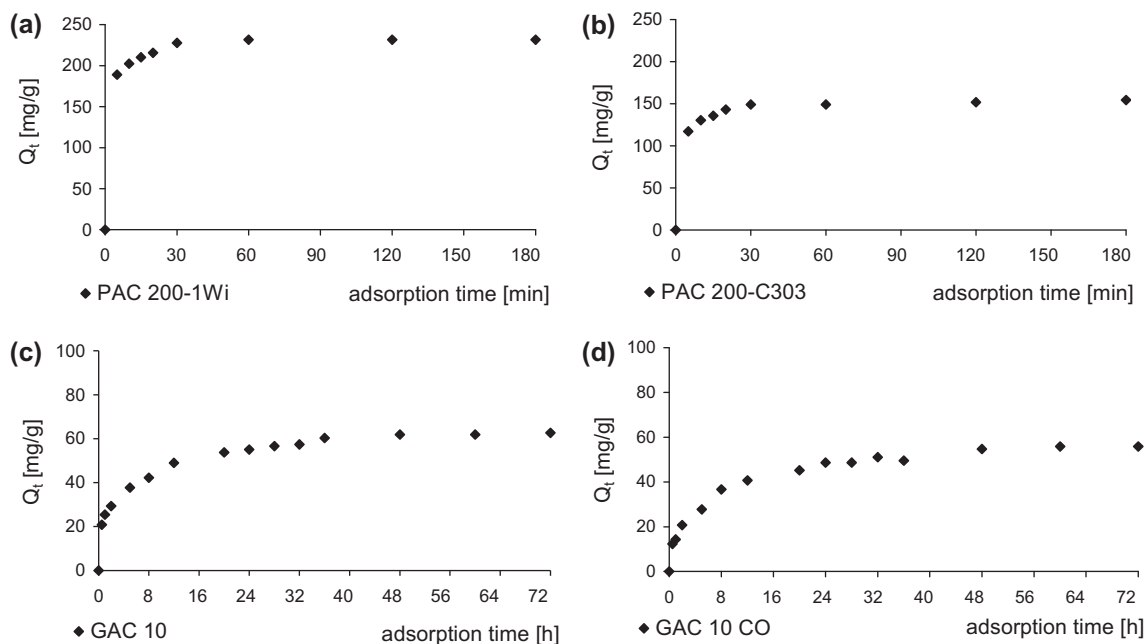 (a)
250
200
150
100
50
0
Qt [mg/g]
0 30 60 90 120 150 180
◆ PAC 200-1Wi adsorption time [min]
(b)
250
200
150
100
50
0
Qt [mg/g]
0 30 60 90 120 150 180
◆ PAC 200-C303 adsorption time [min]
(c)
100
80
60
40
20
0
Qt [mg/g]
0 8 16 24 32 40 48 56 64 72
◆ GAC 10 adsorption time [h]
(d)
100
80
60
40
20
0
Qt [mg/g]
0 8 16 24 32 40 48 56 64 72
◆ GAC 10 CO adsorption time [h]